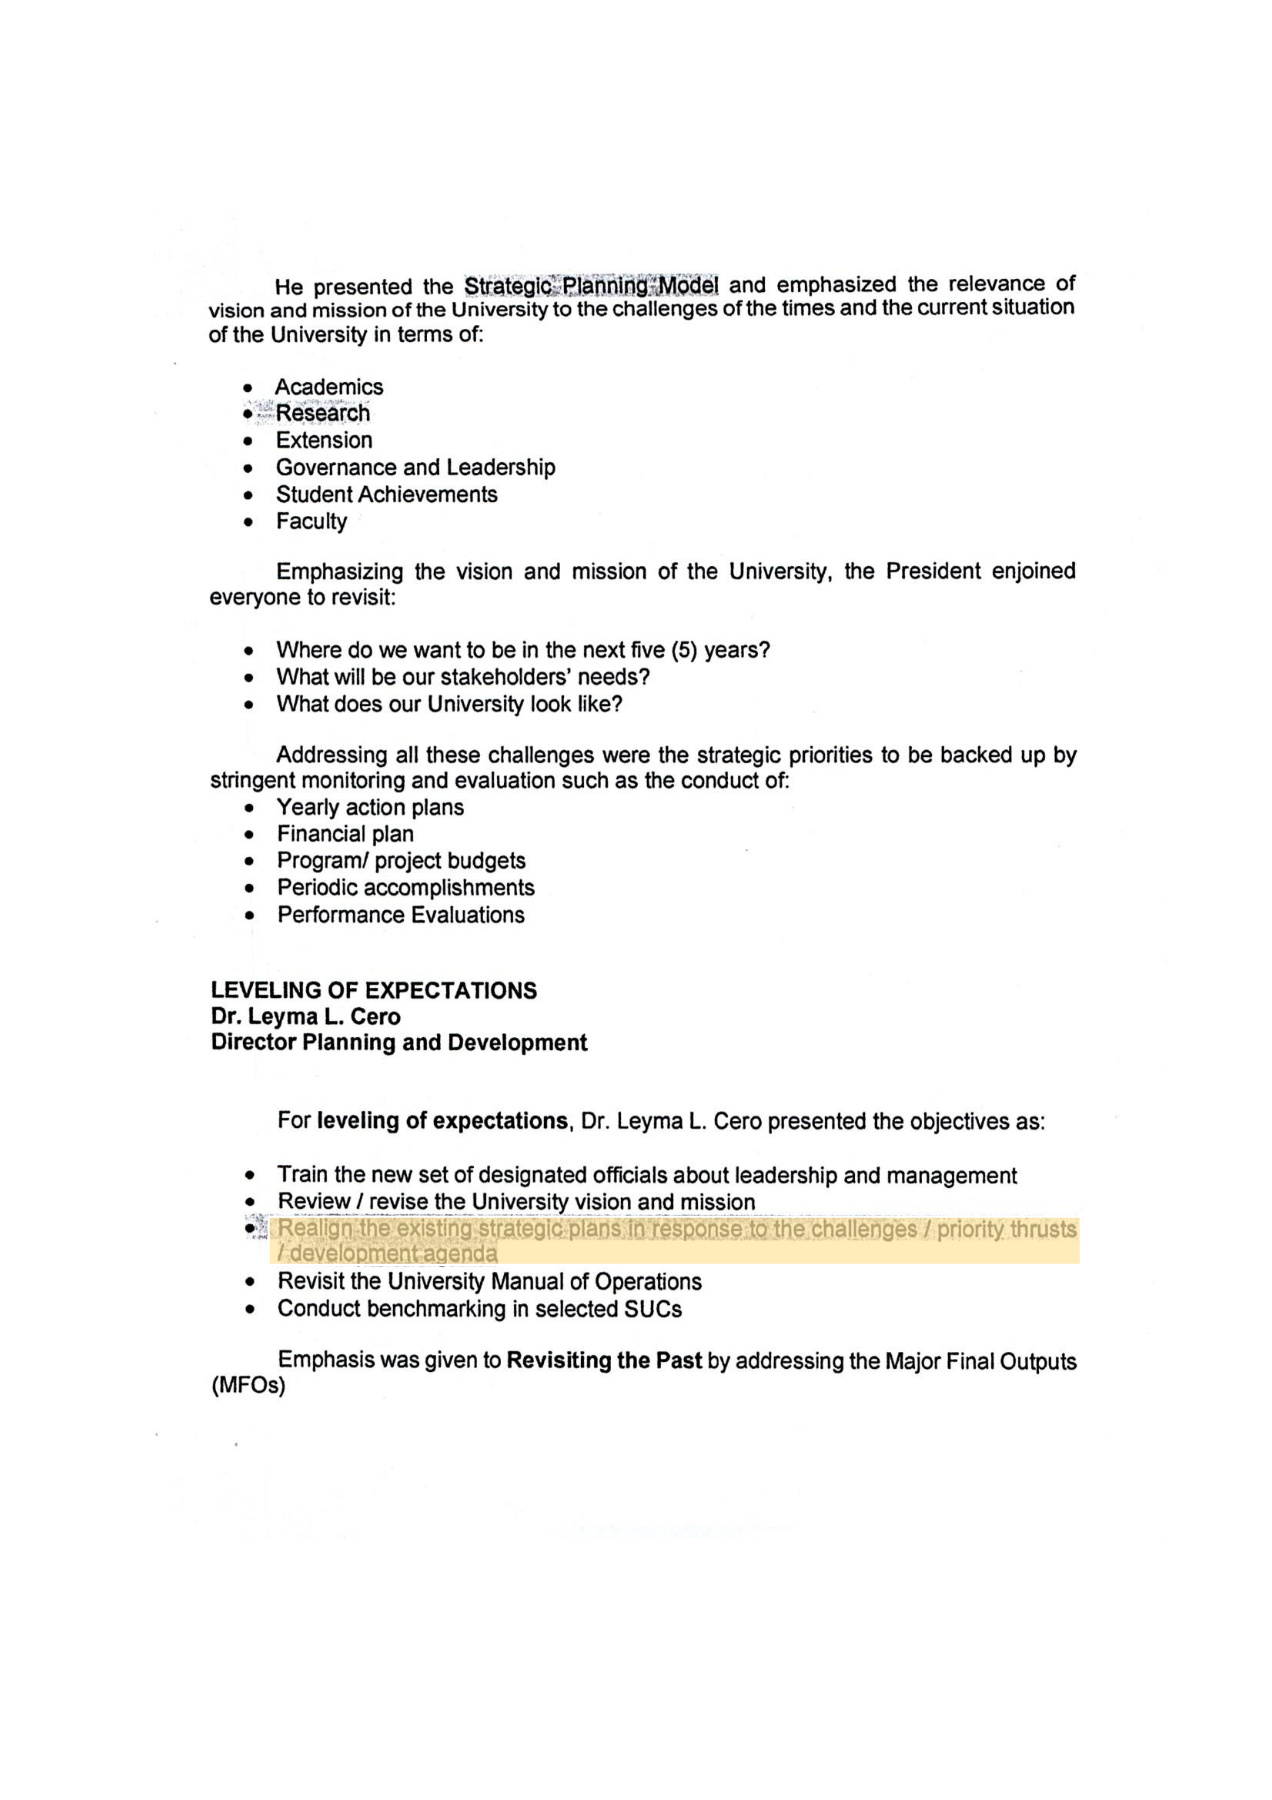 He presented the Strategic Planning Model and emphasized the relevance of
vision and mission of the University to the challenges of the times and the current situation
of the University in terms of:
• Academics
• Research
• Extension
• Governance and Leadership
• Student Achievements
• Faculty
Emphasizing the vision and mission of the University, the President enjoined
everyone to revisit:
• Where do we want to be in the next five (5) years?
• What will be our stakeholders' needs?
• What does our University look like?
Addressing all these challenges were the strategic priorities to be backed up by
stringent monitoring and evaluation such as the conduct of:
• Yearly action plans
• Financial plan
• Program/ project budgets
• Periodic accomplishments
• Performance Evaluations
LEVELING OF EXPECTATIONS
Dr. Leyma L. Cero
Director Planning and Development
For leveling of expectations, Dr. Leyma L. Cero presented the objectives as:
• Train the new set of designated officials about leadership and management
• Review / revise the University vision and mission
• Realign the existing strategic plans in response to the challenges / priority thrusts
/ development agenda
• Revisit the University Manual of Operations
• Conduct benchmarking in selected SUCs
Emphasis was given to Revisiting the Past by addressing the Major Final Outputs
(MFOs)